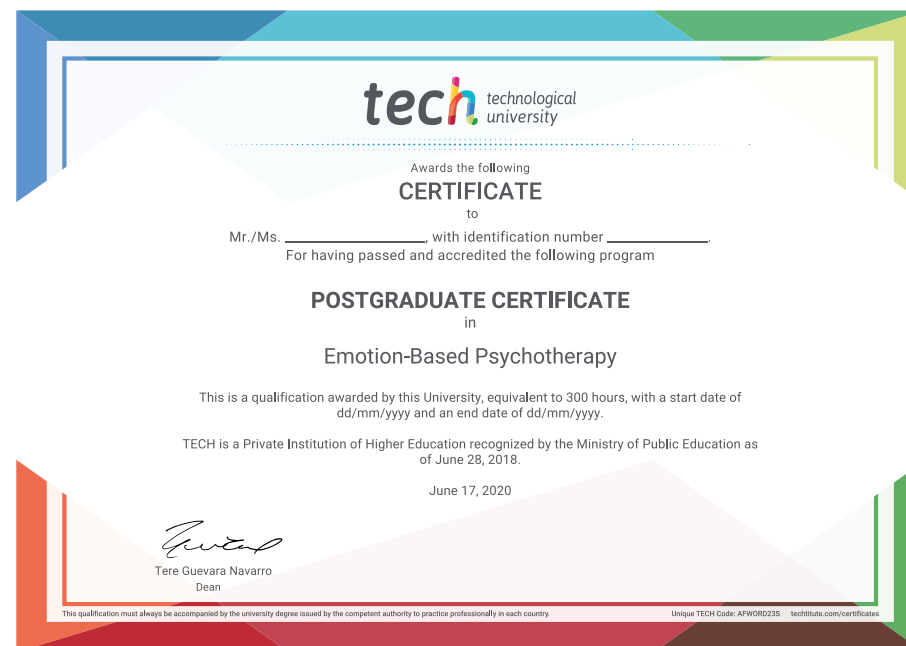 tech technological
university
Awards the following
CERTIFICATE
to
Mr./Ms. ____________________, with identification number ______________.
For having passed and accredited the following program
POSTGRADUATE CERTIFICATE
in
Emotion-Based Psychotherapy
This is a qualification awarded by this University, equivalent to 300 hours, with a start date of
dd/mm/yyyy and an end date of dd/mm/yyyy.
TECH is a Private Institution of Higher Education recognized by the Ministry of Public Education as
of June 28, 2018.
June 17, 2020
Tere Guevara Navarro
Dean
This qualification must always be accompanied by the university degree issued by the competent authority to practice professionally in each country.
Unique TECH Code: AFWORD23S techtitute.com/certificates